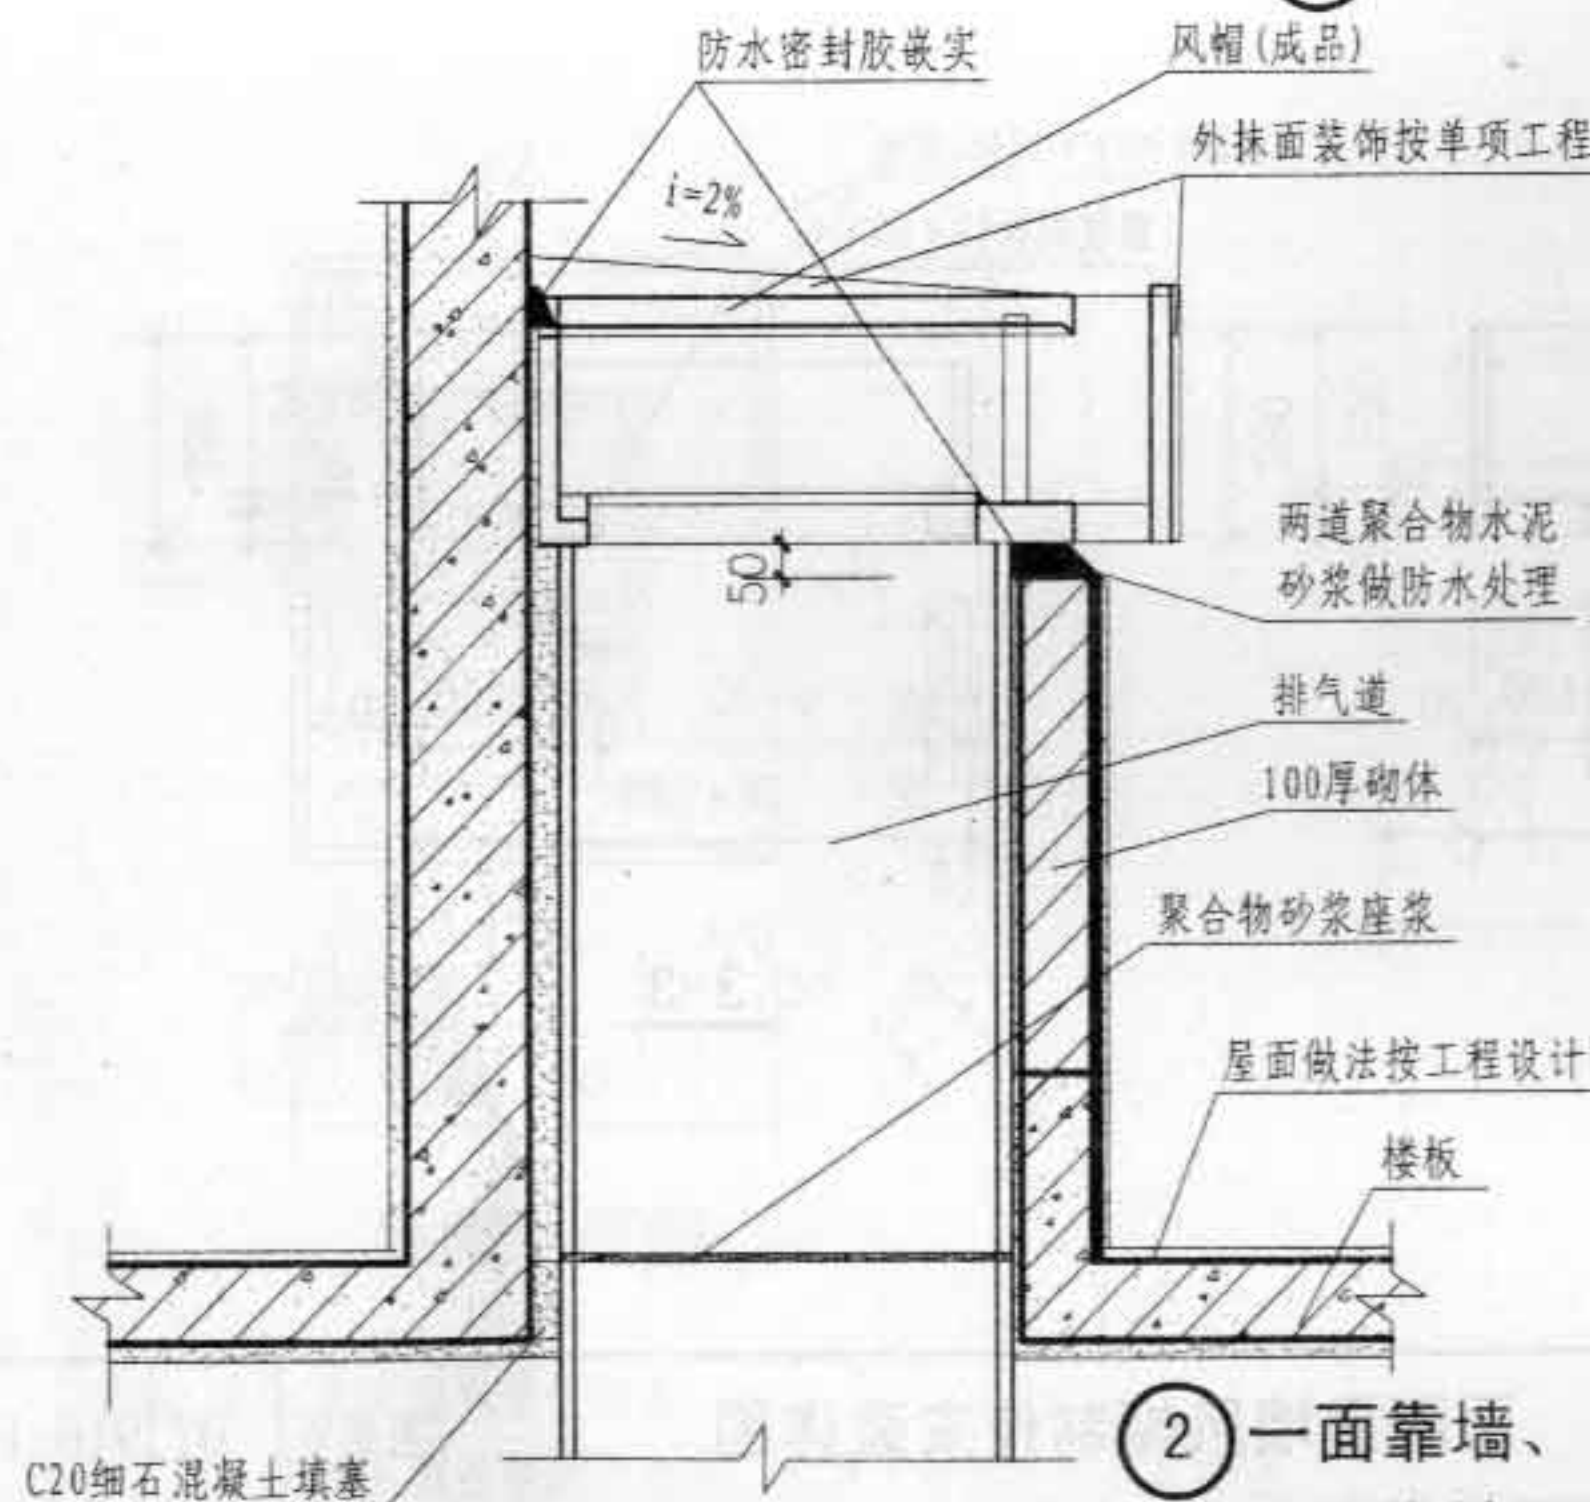 防水密封胶嵌实
风帽(成品)
外抹面装饰按单项工程
i=2%
50
两道聚合物水泥
砂浆做防水处理
排气道
100厚砌体
聚合物砂浆座浆
屋面做法按工程设计
楼板
② 一面靠墙、
C20细石混凝土填塞